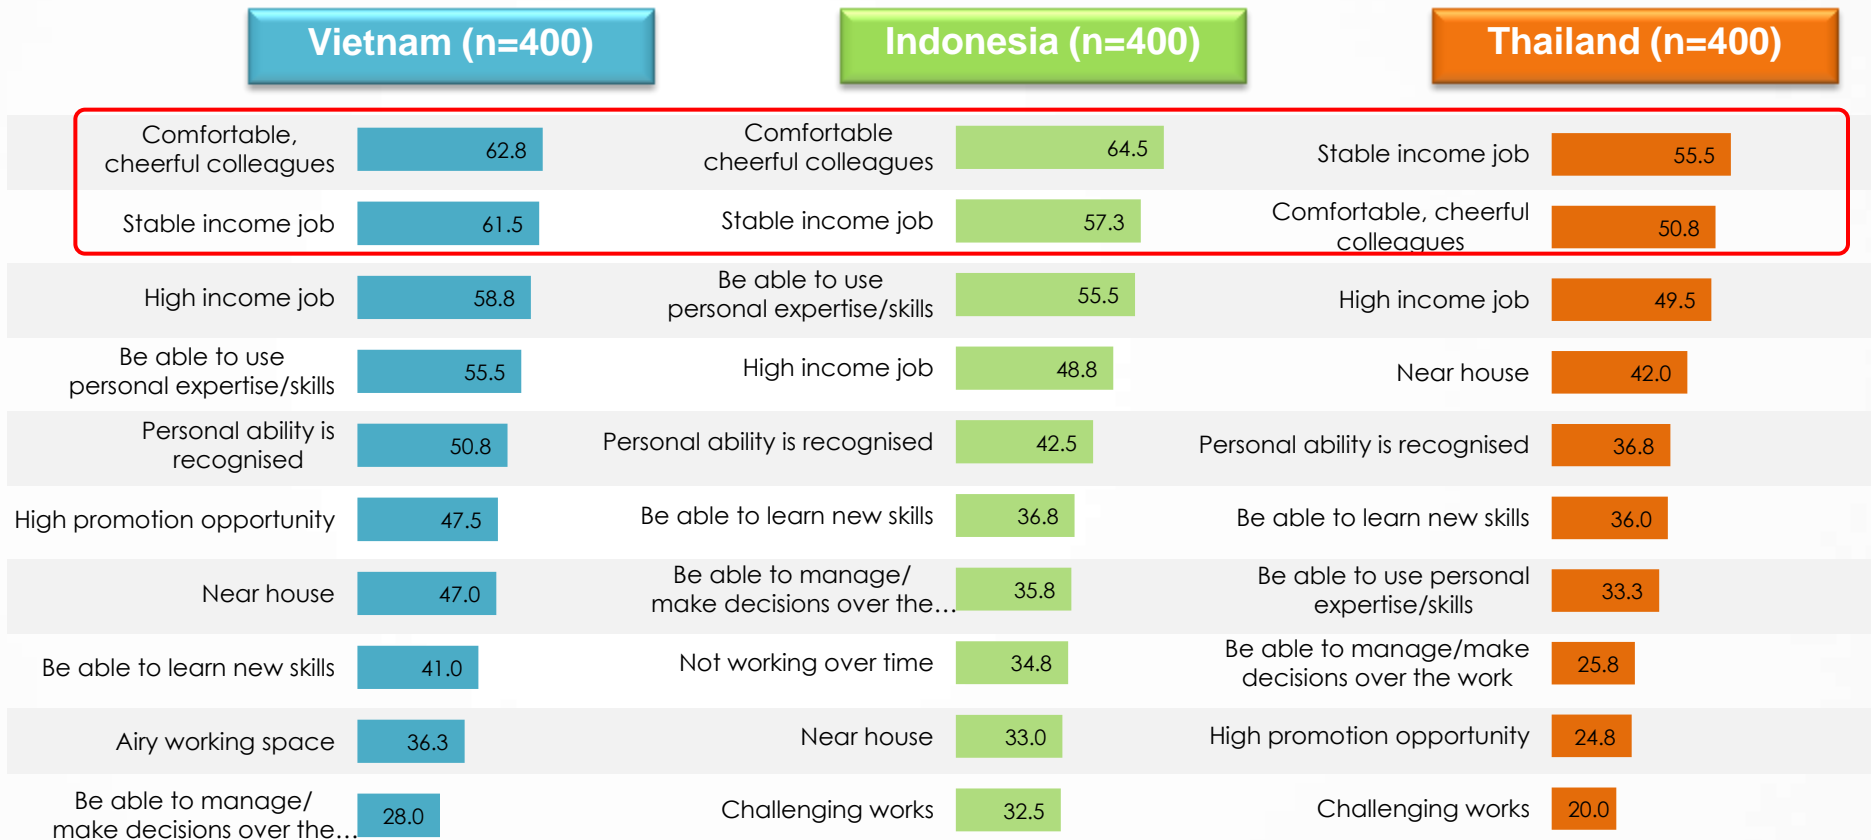 Vietnam (n=400)
Indonesia (n=400)
Thailand (n=400)
Comfortable,
cheerful colleagues
62.8
Comfortable
cheerful colleagues
64.5
Stable income job
55.5
Stable income job
61.5
Stable income job
57.3
Comfortable, cheerful
colleagues
50.8
High income job
58.8
Be able to use
personal expertise/skills
55.5
High income job
49.5
Be able to use
personal expertise/skills
55.5
High income job
48.8
Near house
42.0
Personal ability is
recognised
50.8
Personal ability is recognised
42.5
Personal ability is recognised
36.8
High promotion opportunity
47.5
Be able to learn new skills
36.8
Be able to learn new skills
36.0
Near house
47.0
Be able to manage/
make decisions over the…
35.8
Be able to use personal
expertise/skills
33.3
Be able to learn new skills
41.0
Not working over time
34.8
Be able to manage/make
decisions over the work
25.8
Airy working space
36.3
Near house
33.0
High promotion opportunity
24.8
Be able to manage/
make decisions over the…
28.0
Challenging works
32.5
Challenging works
20.0